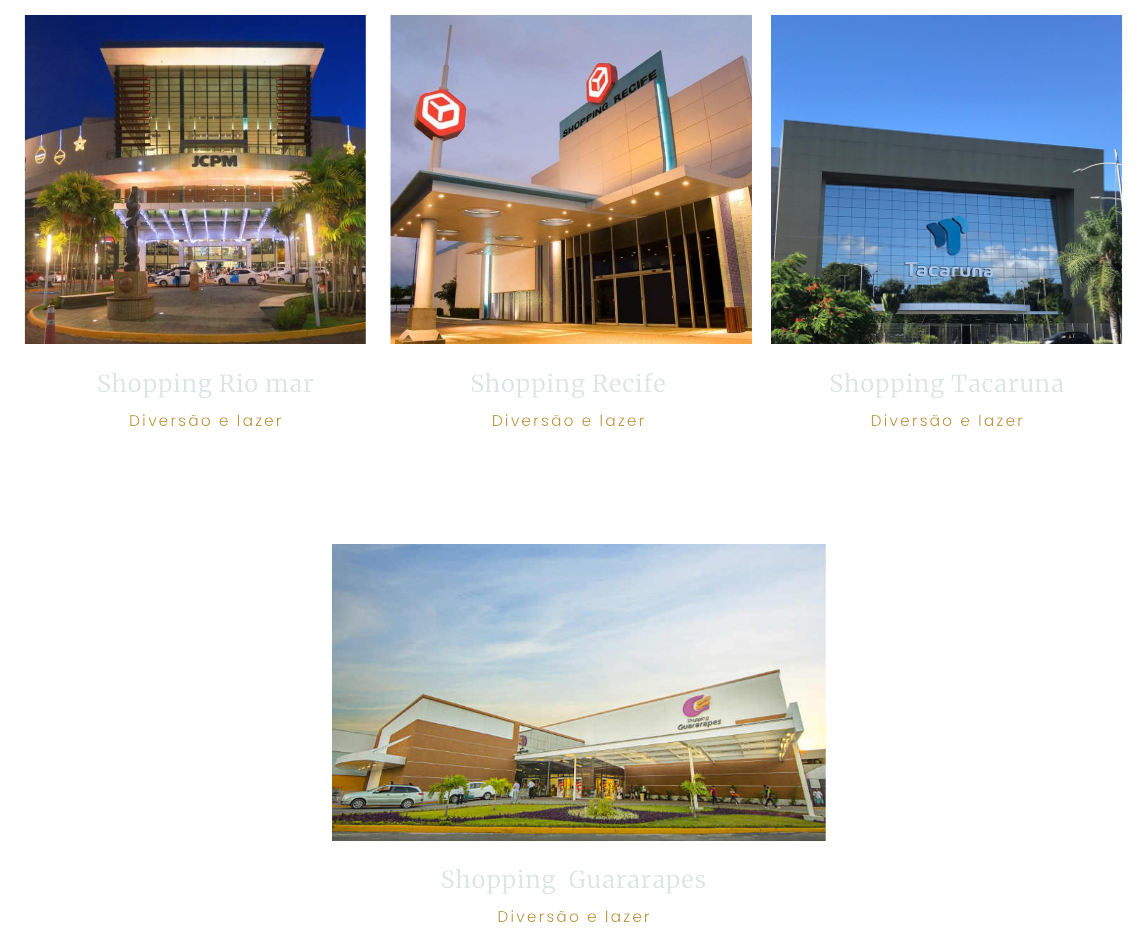 JCPM
SHOPPING RECIFE
Tacaruna
Shopping Rio mar
Shopping Recife
Shopping Tacaruna
Diversão e lazer
Diversão e lazer
Diversão e lazer
Shopping
Guararapes
Shopping Guararapes
Diversão e lazer